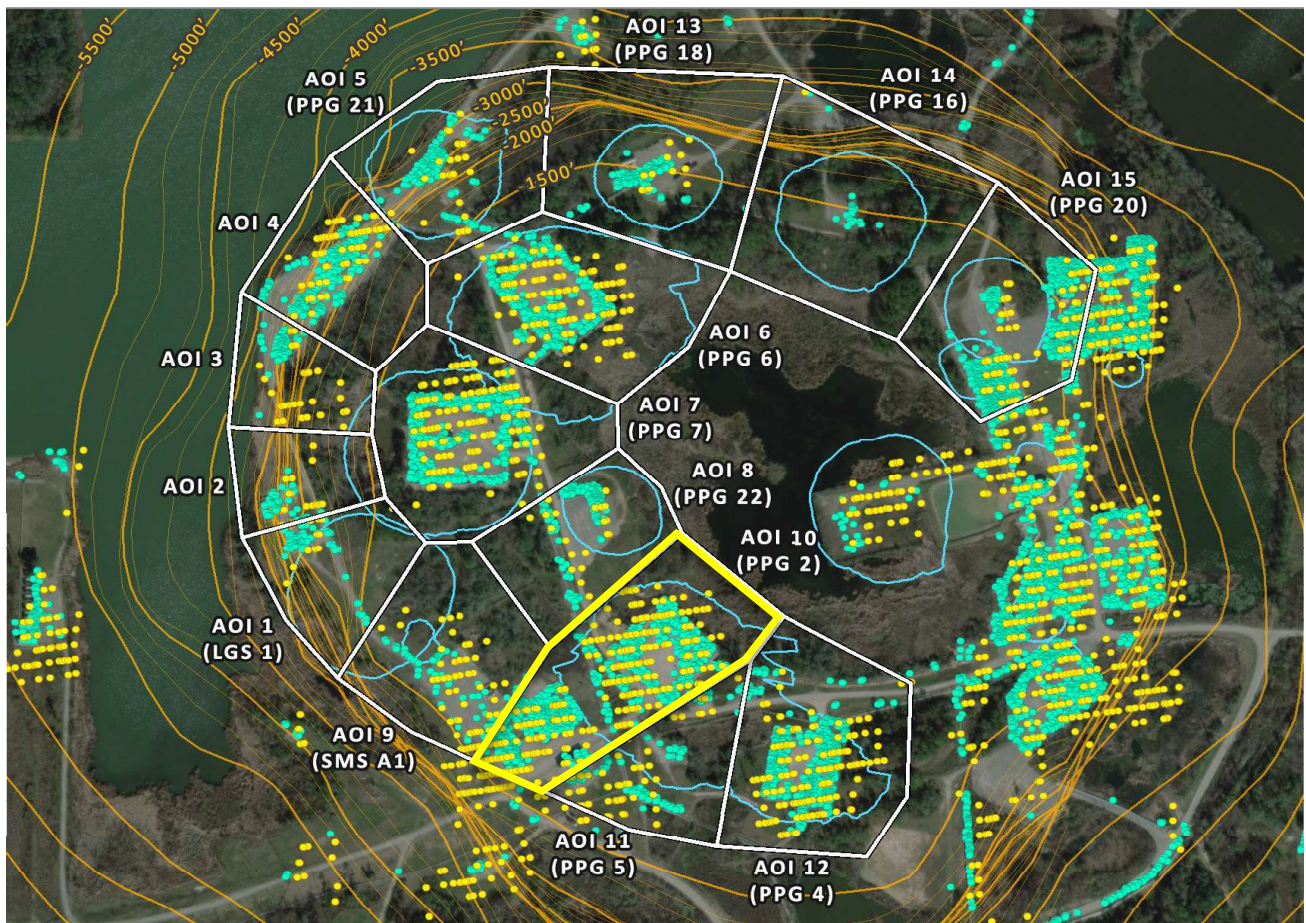 -5500'
-5000'
-4500'
-4000'
-3500'
-3000'
-2500'
-2000'
-1500'
AOI 13
(PPG 18)
AOI 14
(PPG 16)
AOI 5
(PPG 21)
AOI 15
(PPG 20)
AOI 4
AOI 3
AOI 6
(PPG 6)
AOI 7
(PPG 7)
AOI 8
(PPG 22)
AOI 2
AOI 10
(PPG 2)
AOI 1
(LGS 1)
AOI 9
(SMS A1)
AOI 11
(PPG 5)
AOI 12
(PPG 4)